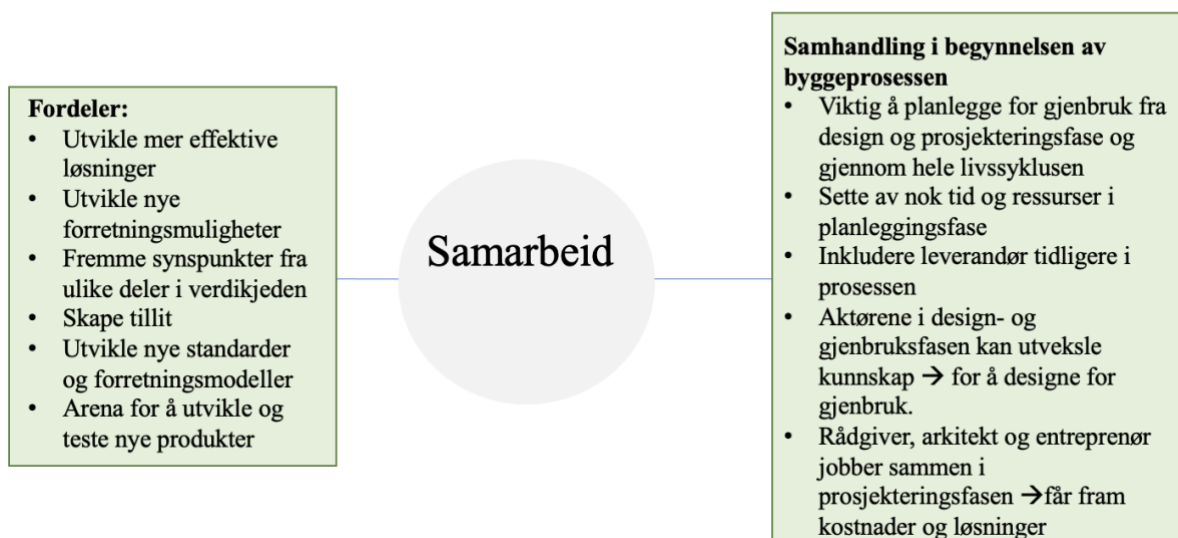 Fordeler:
• Utvikle mer effektive
løsninger
• Utvikle nye
forretningsmuligheter
• Fremme synspunkter fra
ulike deler i verdikjeden
• Skape tillit
• Utvikle nye standarder
og forretningsmodeller
• Arena for å utvikle og
teste nye produkter
Samarbeid
Samhandling i begynnelsen av
byggeprosessen
• Viktig å planlegge for gjenbruk fra
design og prosjekteringsfase og
gjennom hele livssyklusen
• Sette av nok tid og ressurser i
planleggingsfase
• Inkludere leverandør tidligere i
prosessen
• Aktørene i design- og
gjenbruksfasen kan utveksle
kunnskap → for å designe for
gjenbruk.
• Rådgiver, arkitekt og entreprenør
jobber sammen i
prosjekteringsfasen →får fram
kostnader og løsninger